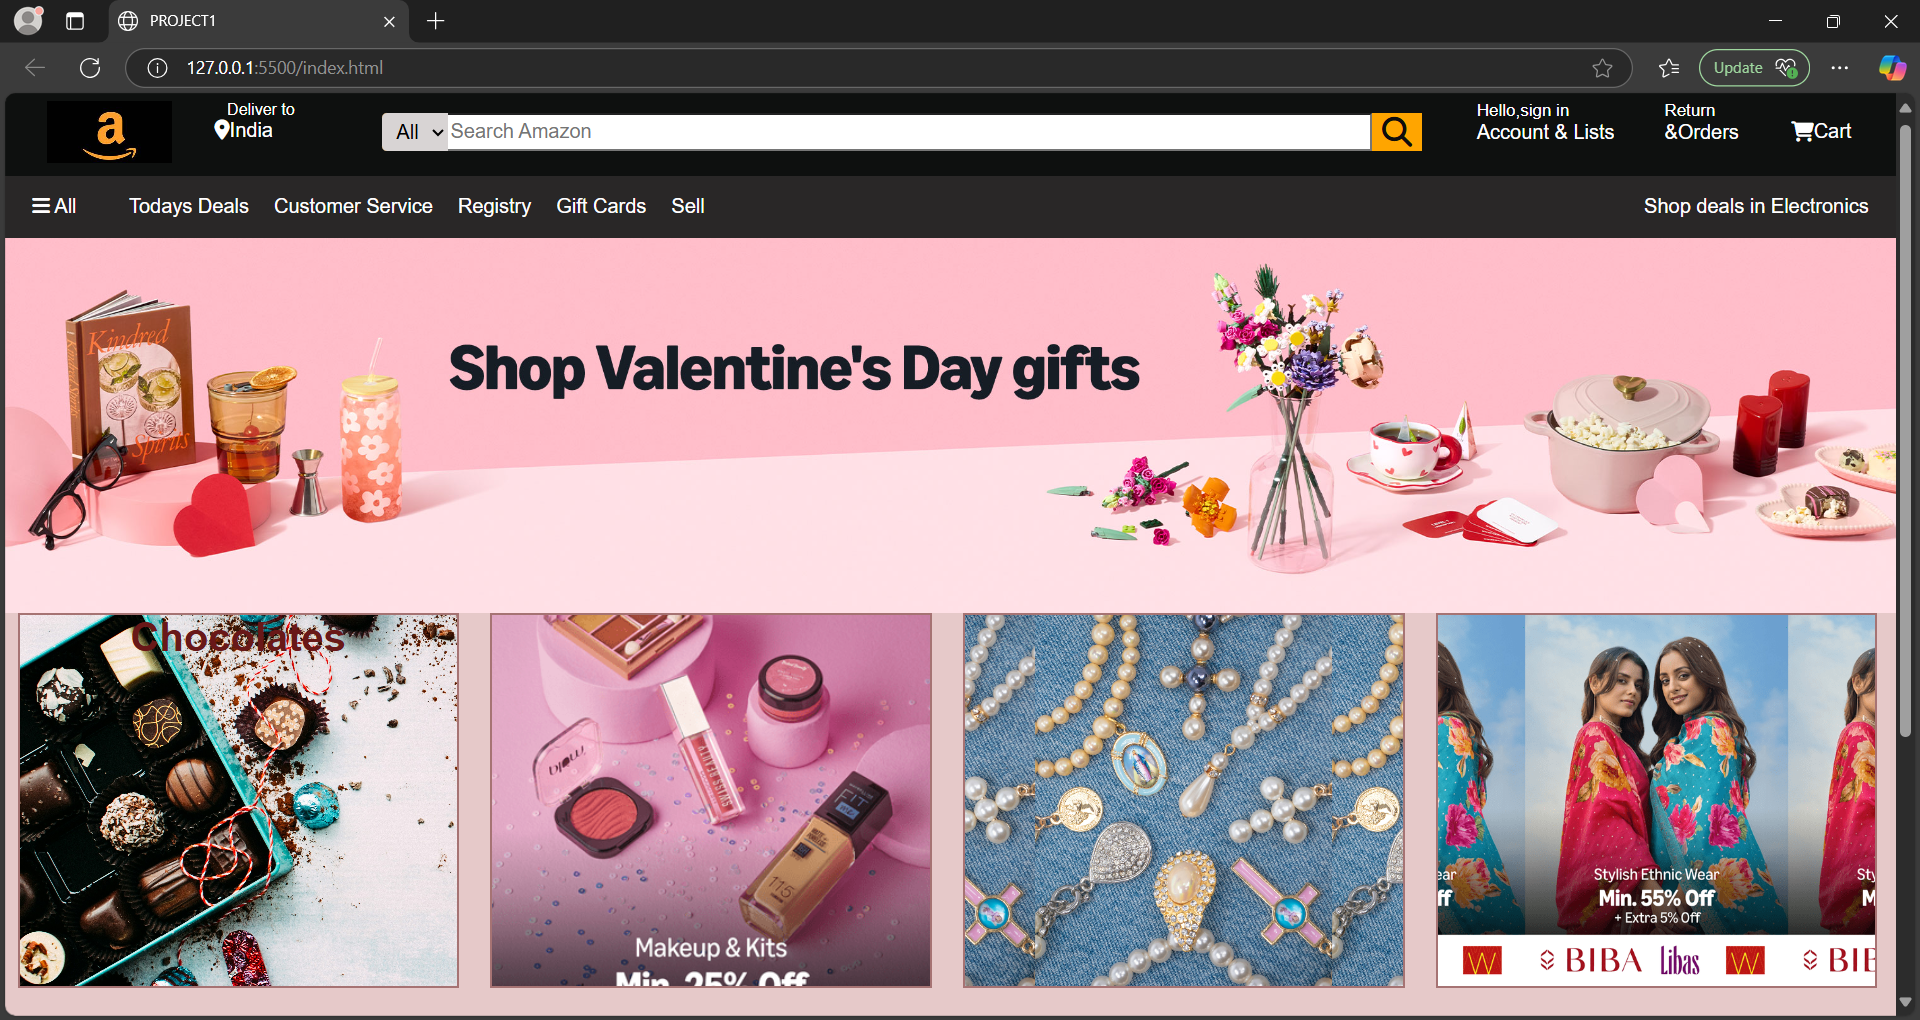 PROJECT1
127.0.0.1:5500/index.html
Update
a
Deliver to
India
All
Search Amazon
Hello,sign in
Account & Lists
Return
&Orders
Cart
All
Todays Deals
Customer Service
Registry
Gift Cards
Sell
Shop deals in Electronics
Kindred
Spirits
Shop Valentine's Day gifts
Chocolates
FIT
115
Makeup & Kits
Min. 25% Off
ear
ff
Stylish Ethnic Wear
Min. 55% Off
+ Extra 5% Off
Sty
M
W
BIBA
Libas
W
BIB